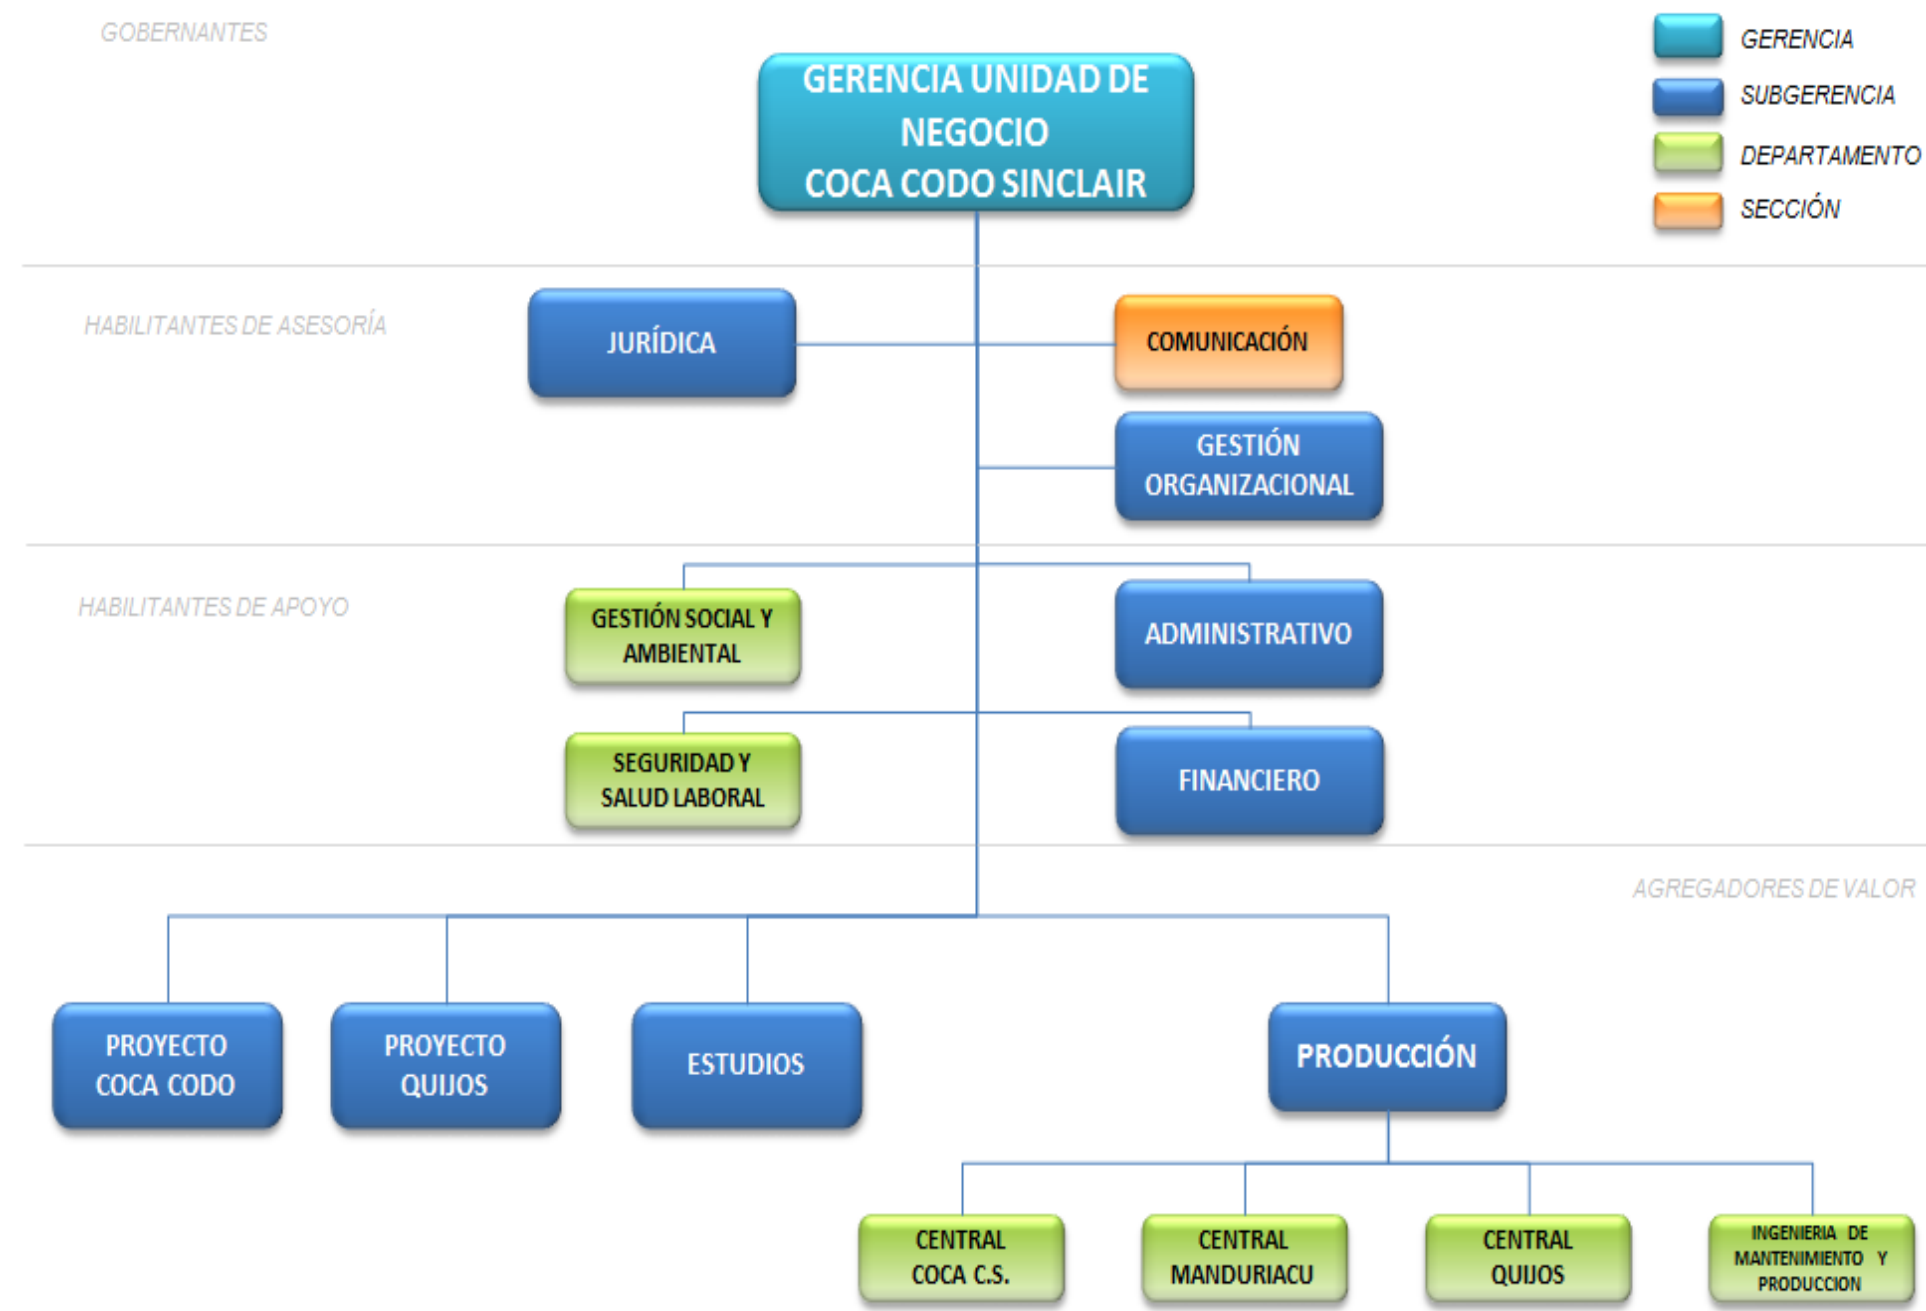 GOBERNANTES
GERENCIA UNIDAD DE
NEGOCIO
COCA CODO SINCLAIR
GERENCIA
SUBGERENCIA
DEPARTAMENTO
SECCIÓN
HABILITANTES DE ASESORÍA
JURÍDICA
COMUNICACIÓN
GESTIÓN
ORGANIZACIONAL
HABILITANTES DE APOYO
GESTIÓN SOCIAL Y
AMBIENTAL
ADMINISTRATIVO
SEGURIDAD Y
SALUD LABORAL
FINANCIERO
AGREGADORES DE VALOR
PROYECTO
COCA CODO
PROYECTO
QUIJOS
ESTUDIOS
PRODUCCIÓN
CENTRAL
COCA C.S.
CENTRAL
MANDURIACU
CENTRAL
QUIJOS
INGENIERIA DE
MANTENIMIENTO Y
PRODUCCION